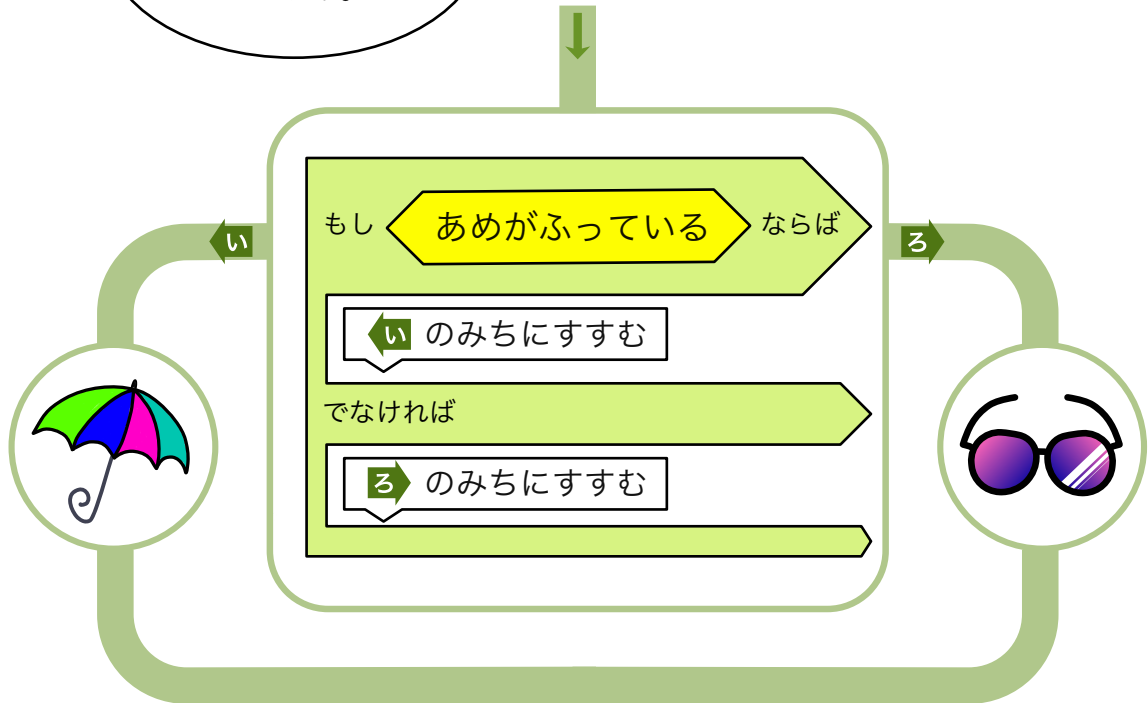 もし あめがふっている ならば
い
ろ
い のみちにすすむ
でなければ
ろ のみちにすすむ